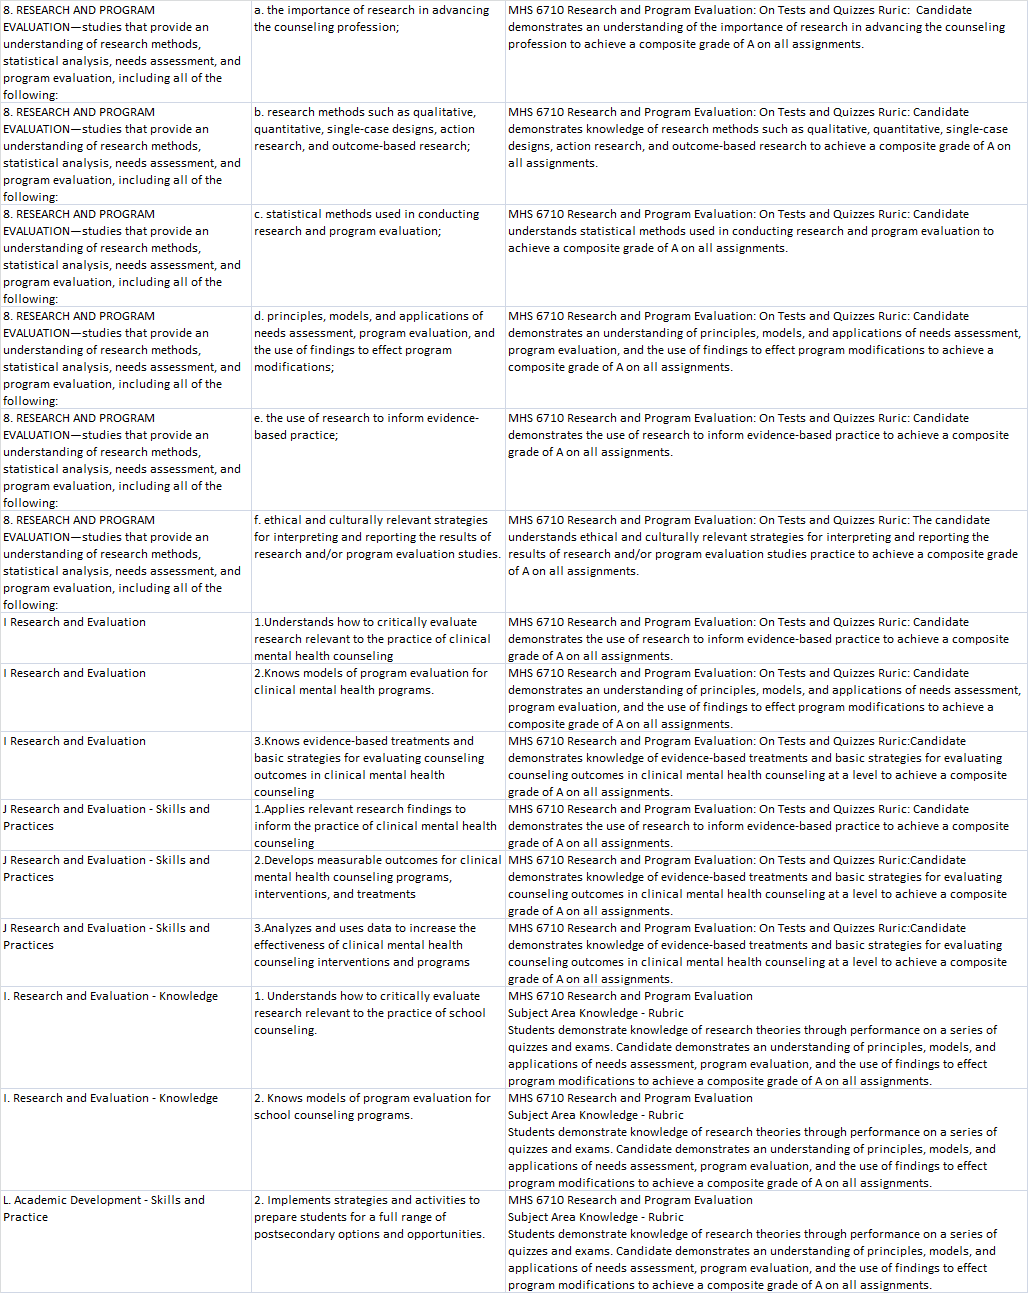 8. RESEARCH AND PROGRAM
EVALUATION—studies that provide an
understanding of research methods,
statistical analysis, needs assessment, and
program evaluation, including all of the
following:
a. the importance of research in advancing
the counseling profession;
MHS 6710 Research and Program Evaluation: On Tests and Quizzes Ruric:  Candidate
demonstrates an understanding of the importance of research in advancing the counseling
profession to achieve a composite grade of A on all assignments.
8. RESEARCH AND PROGRAM
EVALUATION—studies that provide an
understanding of research methods,
statistical analysis, needs assessment, and
program evaluation, including all of the
following:
b. research methods such as qualitative,
quantitative, single-case designs, action
research, and outcome-based research;
MHS 6710 Research and Program Evaluation: On Tests and Quizzes Ruric: Candidate
demonstrates knowledge of research methods such as qualitative, quantitative, single-case
designs, action research, and outcome-based research to achieve a composite grade of A on
all assignments.
8. RESEARCH AND PROGRAM
EVALUATION—studies that provide an
understanding of research methods,
statistical analysis, needs assessment, and
program evaluation, including all of the
following:
c. statistical methods used in conducting
research and program evaluation;
MHS 6710 Research and Program Evaluation: On Tests and Quizzes Ruric: Candidate
understands statistical methods used in conducting research and program evaluation to
achieve a composite grade of A on all assignments.
8. RESEARCH AND PROGRAM
EVALUATION—studies that provide an
understanding of research methods,
statistical analysis, needs assessment, and
program evaluation, including all of the
following:
d. principles, models, and applications of
needs assessment, program evaluation, and
the use of findings to effect program
modifications;
MHS 6710 Research and Program Evaluation: On Tests and Quizzes Ruric: Candidate
demonstrates an understanding of principles, models, and applications of needs assessment,
program evaluation, and the use of findings to effect program modifications to achieve a
composite grade of A on all assignments.
8. RESEARCH AND PROGRAM
EVALUATION—studies that provide an
understanding of research methods,
statistical analysis, needs assessment, and
program evaluation, including all of the
following:
e. the use of research to inform evidence-
based practice;
MHS 6710 Research and Program Evaluation: On Tests and Quizzes Ruric: Candidate
demonstrates the use of research to inform evidence-based practice to achieve a composite
grade of A on all assignments.
8. RESEARCH AND PROGRAM
EVALUATION—studies that provide an
understanding of research methods,
statistical analysis, needs assessment, and
program evaluation, including all of the
following:
f. ethical and culturally relevant strategies
for interpreting and reporting the results of
research and/or program evaluation studies.
MHS 6710 Research and Program Evaluation: On Tests and Quizzes Ruric: The candidate
understands ethical and culturally relevant strategies for interpreting and reporting the
results of research and/or program evaluation studies practice to achieve a composite grade
of A on all assignments.
I Research and Evaluation
1.Understands how to critically evaluate
research relevant to the practice of clinical
mental health counseling
MHS 6710 Research and Program Evaluation: On Tests and Quizzes Ruric: Candidate
demonstrates the use of research to inform evidence-based practice to achieve a composite
grade of A on all assignments.
I Research and Evaluation
2.Knows models of program evaluation for
clinical mental health programs.
MHS 6710 Research and Program Evaluation: On Tests and Quizzes Ruric: Candidate
demonstrates an understanding of principles, models, and applications of needs assessment,
program evaluation, and the use of findings to effect program modifications to achieve a
composite grade of A on all assignments.
I Research and Evaluation
3.Knows evidence-based treatments and
basic strategies for evaluating counseling
outcomes in clinical mental health
counseling
MHS 6710 Research and Program Evaluation: On Tests and Quizzes Ruric:Candidate
demonstrates knowledge of evidence-based treatments and basic strategies for evaluating
counseling outcomes in clinical mental health counseling at a level to achieve a composite
grade of A on all assignments.
J Research and Evaluation - Skills and
Practices
1.Applies relevant research findings to
inform the practice of clinical mental health
counseling
MHS 6710 Research and Program Evaluation: On Tests and Quizzes Ruric: Candidate
demonstrates the use of research to inform evidence-based practice to achieve a composite
grade of A on all assignments.
J Research and Evaluation - Skills and
Practices
2.Develops measurable outcomes for clinical
mental health counseling programs,
interventions, and treatments
MHS 6710 Research and Program Evaluation: On Tests and Quizzes Ruric:Candidate
demonstrates knowledge of evidence-based treatments and basic strategies for evaluating
counseling outcomes in clinical mental health counseling at a level to achieve a composite
grade of A on all assignments.
J Research and Evaluation - Skills and
Practices
3.Analyzes and uses data to increase the
effectiveness of clinical mental health
counseling interventions and programs
MHS 6710 Research and Program Evaluation: On Tests and Quizzes Ruric:Candidate
demonstrates knowledge of evidence-based treatments and basic strategies for evaluating
counseling outcomes in clinical mental health counseling at a level to achieve a composite
grade of A on all assignments.
I. Research and Evaluation - Knowledge
1. Understands how to critically evaluate
research relevant to the practice of school
counseling.
MHS 6710 Research and Program Evaluation
Subject Area Knowledge - Rubric
Students demonstrate knowledge of research theories through performance on a series of
quizzes and exams. Candidate demonstrates an understanding of principles, models, and
applications of needs assessment, program evaluation, and the use of findings to effect
program modifications to achieve a composite grade of A on all assignments.
I. Research and Evaluation - Knowledge
2. Knows models of program evaluation for
school counseling programs.
MHS 6710 Research and Program Evaluation
Subject Area Knowledge - Rubric
Students demonstrate knowledge of research theories through performance on a series of
quizzes and exams. Candidate demonstrates an understanding of principles, models, and
applications of needs assessment, program evaluation, and the use of findings to effect
program modifications to achieve a composite grade of A on all assignments.
L. Academic Development - Skills and
Practice
2. Implements strategies and activities to
prepare students for a full range of
postsecondary options and opportunities.
MHS 6710 Research and Program Evaluation
Subject Area Knowledge - Rubric
Students demonstrate knowledge of research theories through performance on a series of
quizzes and exams. Candidate demonstrates an understanding of principles, models, and
applications of needs assessment, program evaluation, and the use of findings to effect
program modifications to achieve a composite grade of A on all assignments.